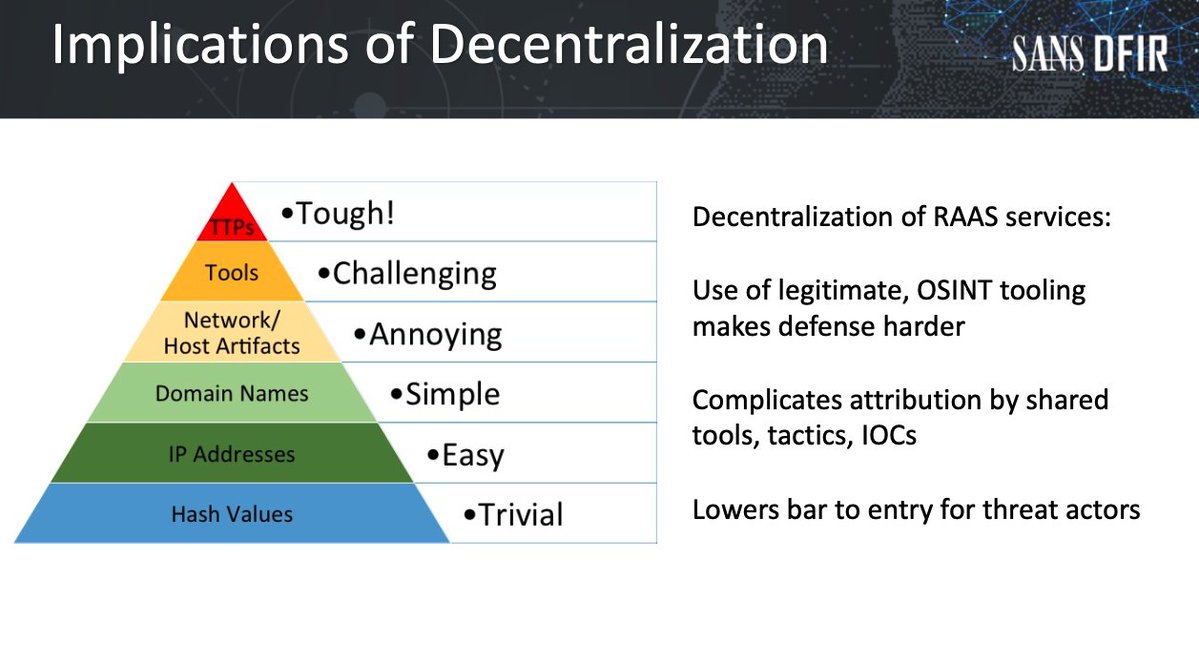 Implications of Decentralization
SANS DFIR
TTPs
•Tough!
Tools
•Challenging
Network/
Host Artifacts
•Annoying
Domain Names
•Simple
IP Addresses
•Easy
Hash Values
•Trivial
Decentralization of RAAS services:
Use of legitimate, OSINT tooling
makes defense harder
Complicates attribution by shared
tools, tactics, IOCs
Lowers bar to entry for threat actors